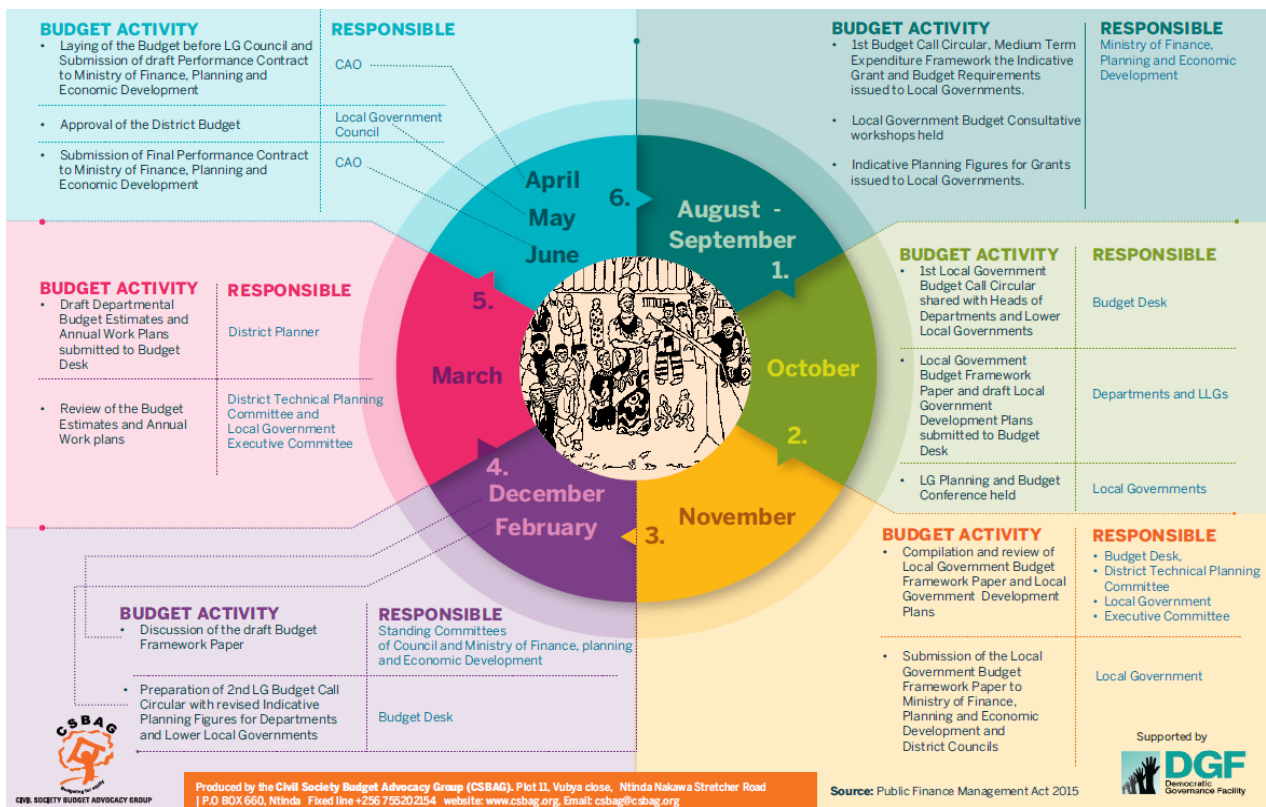 BUDGET ACTIVITY
RESPONSIBLE
• 1st Budget Call Circular, Medium Term
Expenditure Framework the Indicative
Grant and Budget Requirements
issued to Local Governments.
Ministry of Finance,
Planning and Economic
Development
• Local Government Budget Consultative
workshops held
• Indicative Planning Figures for Grants
issued to Local Governments.
August -
September
1.
BUDGET ACTIVITY
RESPONSIBLE
• 1st Local Government
Budget Call Circular
shared with Heads of
Departments and Lower
Local Governments
Budget Desk
• Local Government
Budget Framework
Paper and draft Local
Government
Development Plans
submitted to Budget
Desk
Departments and LLGs
• LG Planning and Budget
Conference held
Local Governments
October
2.
BUDGET ACTIVITY
RESPONSIBLE
• Compilation and review of
Local Government Budget
Framework Paper and Local
Government Development
Plans
• Budget Desk,
• District Technical Planning
Committee
• Local Government
• Executive Committee
• Submission of the Local
Government Budget
Framework Paper to
Ministry of Finance,
Planning and Economic
Development and
District Councils
Local Government
November
3.
4.
December
February
BUDGET ACTIVITY
RESPONSIBLE
• Discussion of the draft Budget
Framework Paper
Standing Committees
of Council and Ministry of Finance, planning
and Economic Development
• Preparation of 2nd LG Budget Call
Circular with revised Indicative
Planning Figures for Departments
and Lower Local Governments
Budget Desk
5.
March
BUDGET ACTIVITY
RESPONSIBLE
• Draft Departmental
Budget Estimates and
Annual Work Plans
submitted to Budget
Desk
District Planner
• Review of the Budget
Estimates and Annual
Work plans
District Technical Planning
Committee and
Local Government
Executive Committee
6.
April
May
June
BUDGET ACTIVITY
RESPONSIBLE
• Laying of the Budget before LG Council and
Submission of draft Performance Contract
to Ministry of Finance, Planning and
Economic Development
CAO
• Approval of the District Budget
Local Government
Council
• Submission of Final Performance Contract
to Ministry of Finance, Planning and
Economic Development
CAO
CSBAG
Budgeting for equity
CIVIL SOCIETY BUDGET ADVOCACY GROUP
Produced by the Civil Society Budget Advocacy Group (CSBAG). Plot 11, Vubya close, Ntinda Nakawa Stretcher Road
| P.O BOX 660, Ntinda Fixed line +256 755202154 website: www.csbag.org, Email: csbag@csbag.org
Source: Public Finance Management Act 2015
Supported by
DGF
Democratic
Governance Facility